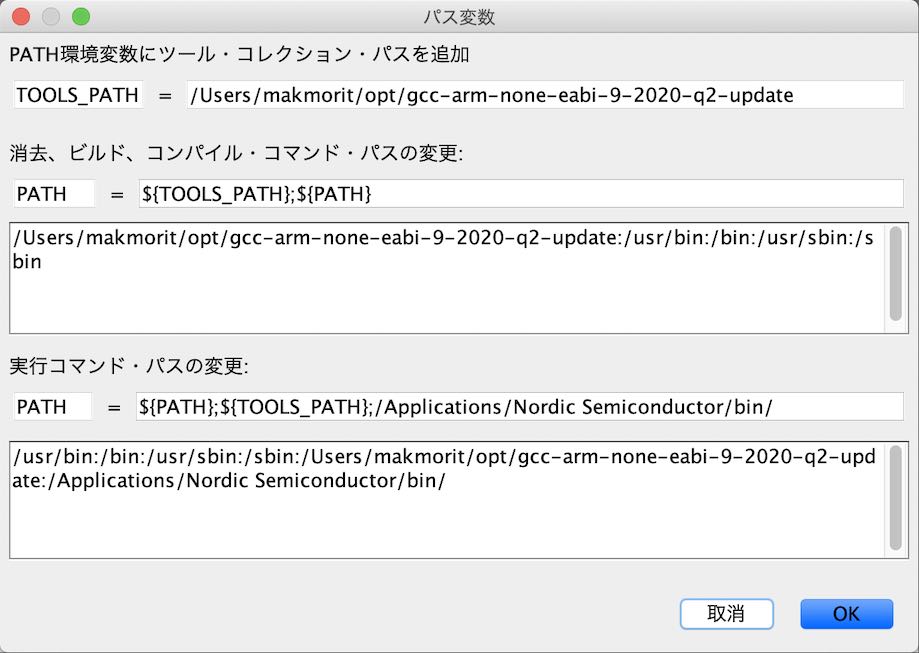 パス変数
PATH環境変数にツール・コレクション・パスを追加
TOOLS_PATH = /Users/makmorit/opt/gcc-arm-none-eabi-9-2020-q2-update
消去、ビルド、コンパイル・コマンド・パスの変更:
PATH = ${TOOLS_PATH};${PATH}
/Users/makmorit/opt/gcc-arm-none-eabi-9-2020-q2-update:/usr/bin:/bin:/usr/sbin:/s
bin
実行コマンド・パスの変更:
PATH = ${PATH};${TOOLS_PATH};/Applications/Nordic Semiconductor/bin/
/usr/bin:/bin:/usr/sbin:/sbin:/Users/makmorit/opt/gcc-arm-none-eabi-9-2020-q2-upd
ate:/Applications/Nordic Semiconductor/bin/
取消 OK